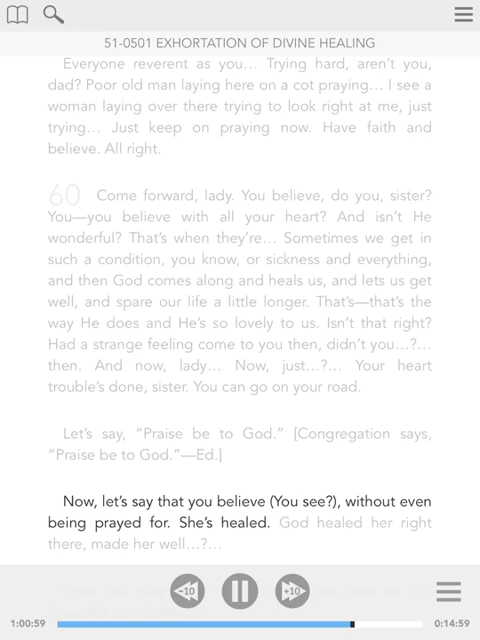 51-0501 EXHORTATION OF DIVINE HEALING
Everyone reverent as you… Trying hard, aren't you,
dad? Poor old man laying here on a cot praying… I see a
woman laying over there trying to look right at me, just
trying… Just keep on praying now. Have faith and
believe. All right.
60 Come forward, lady. You believe, do you, sister?
You—you believe with all your heart? And isn't He
wonderful? That's when they're… Sometimes we get in
such a condition, you know, or sickness and everything,
and then God comes along and heals us, and lets us get
well, and spare our life a little longer. That's—that's the
way He does and He's so lovely to us. Isn't that right?
Had a strange feeling come to you then, didn't you…?…
then. And now, lady… Now, just…?… Your heart
trouble's done, sister. You can go on your road.
Let's say, “Praise be to God.” [Congregation says,
“Praise be to God.”—Ed.]
Now, let's say that you believe (You see?), without even
being prayed for. She's healed. God healed her right
there, made her well…?…
-10 +10
1:00:59 0:14:59